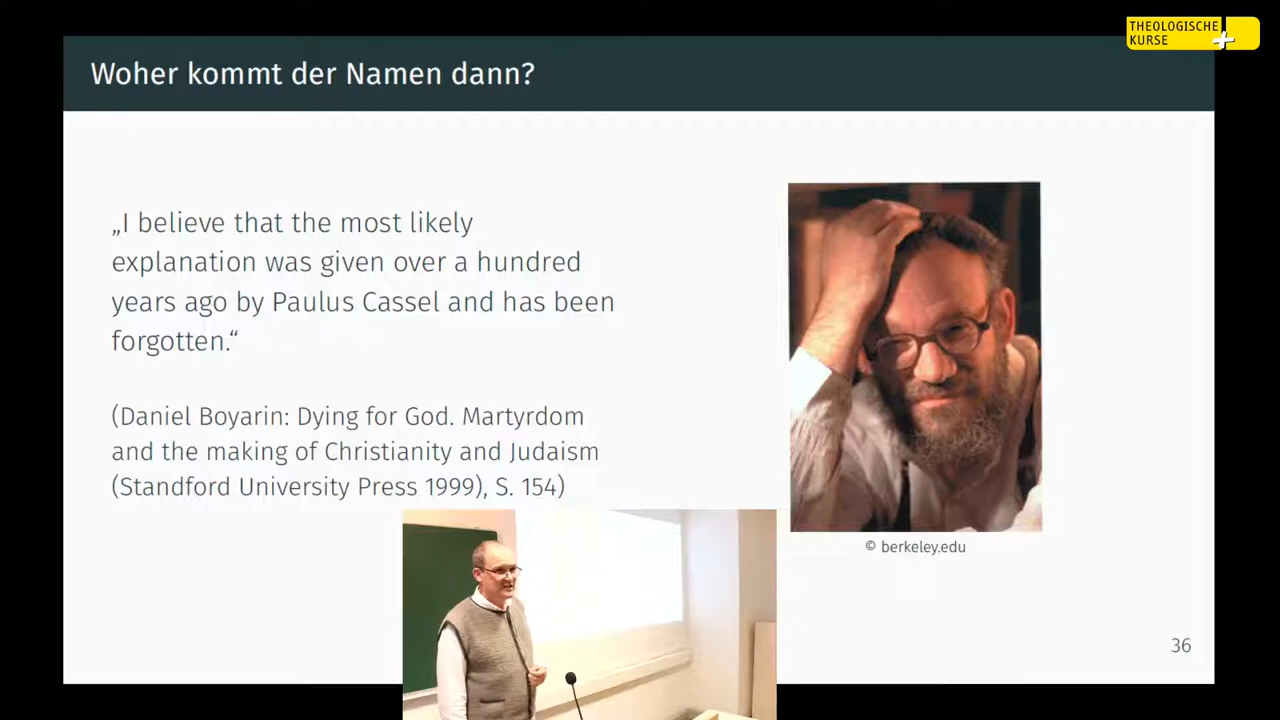 THEOLOGISCHE
KURSE
Woher kommt der Namen dann?
„I believe that the most likely
explanation was given over a hundred
years ago by Paulus Cassel and has been
forgotten.“
(Daniel Boyarin: Dying for God. Martyrdom
and the making of Christianity and Judaism
(Standford University Press 1999), S. 154)
© berkeley.edu
36